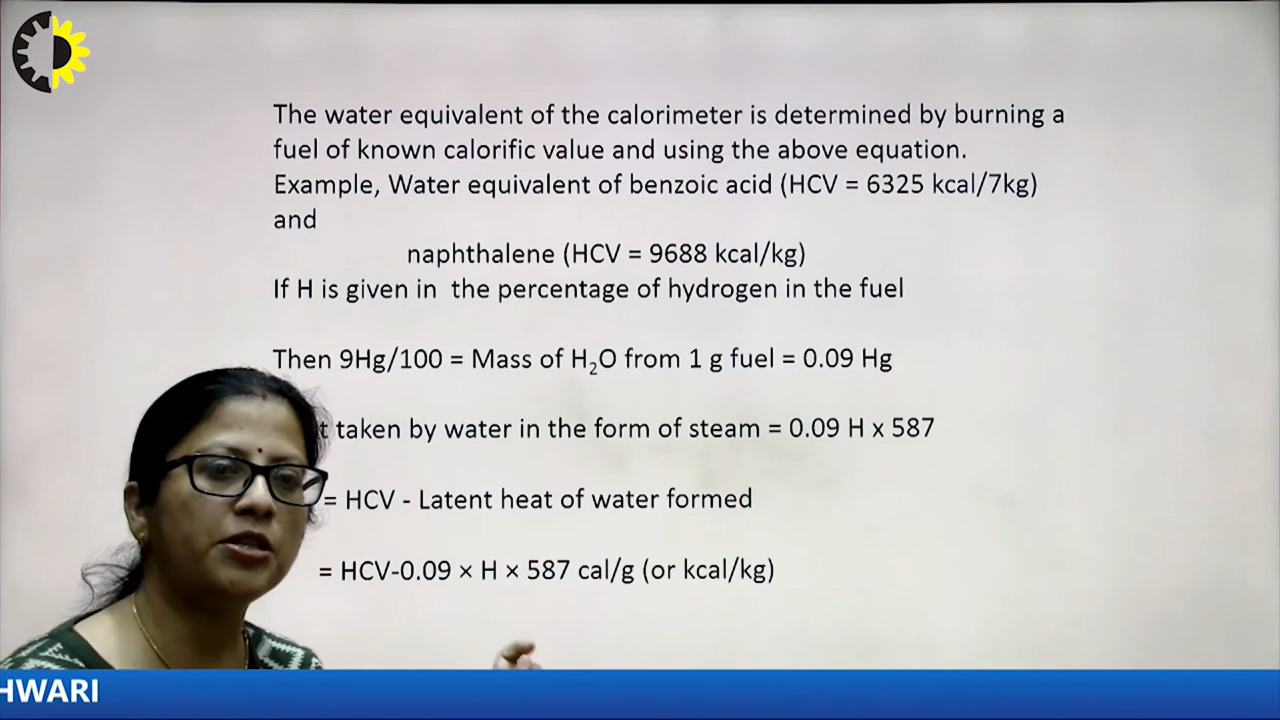 The water equivalent of the calorimeter is determined by burning a
fuel of known calorific value and using the above equation.
Example, Water equivalent of benzoic acid (HCV = 6325 kcal/7kg)
and
naphthalene (HCV = 9688 kcal/kg)
If H is given in the percentage of hydrogen in the fuel
Then 9Hg/100 = Mass of H₂O from 1 g fuel = 0.09 Hg
t taken by water in the form of steam = 0.09 H x 587
= HCV - Latent heat of water formed
= HCV-0.09 × H × 587 cal/g (or kcal/kg)
HWARI